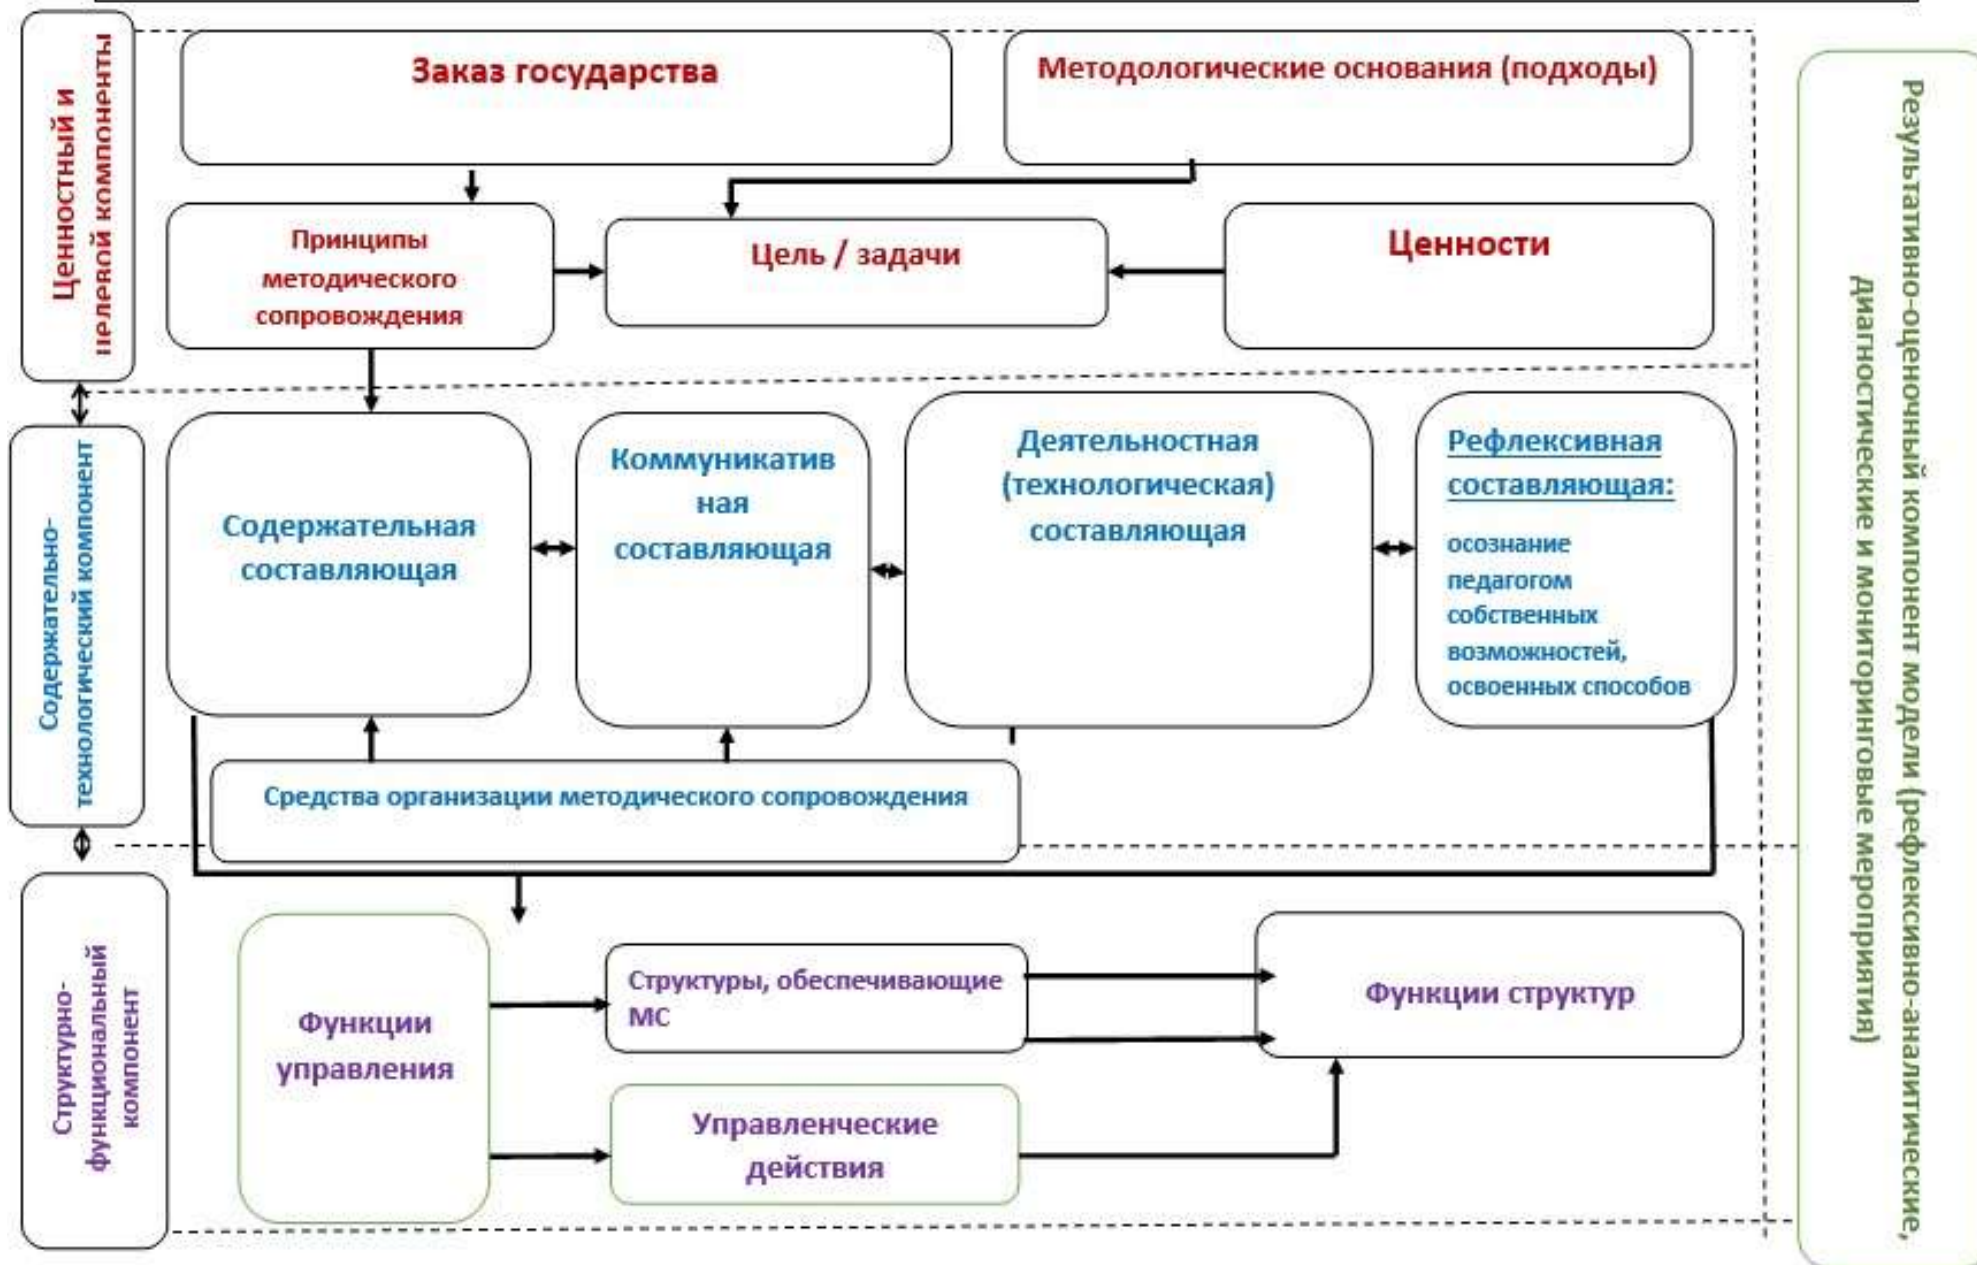 Ценностный и
целевой компоненты
Заказ государства
Методологические основания (подходы)
Принципы
методического
сопровождения
Цель / задачи
Ценности
Содержательно-
технологический компонент
Содержательная
составляющая
Коммуникатив
ная
составляющая
Деятельностная
(технологическая)
составляющая
Рефлексивная
составляющая:
осознание
педагогом
собственных
возможностей,
освоенных способов
Средства организации методического сопровождения
Структурно-
функциональный
компонент
Функции
управления
Структуры, обеспечивающие
МС
Функции структур
Управленческие
действия
Результативно-оценочный компонент модели (рефлексивно-аналитические,
диагностические и мониторинговые мероприятия)